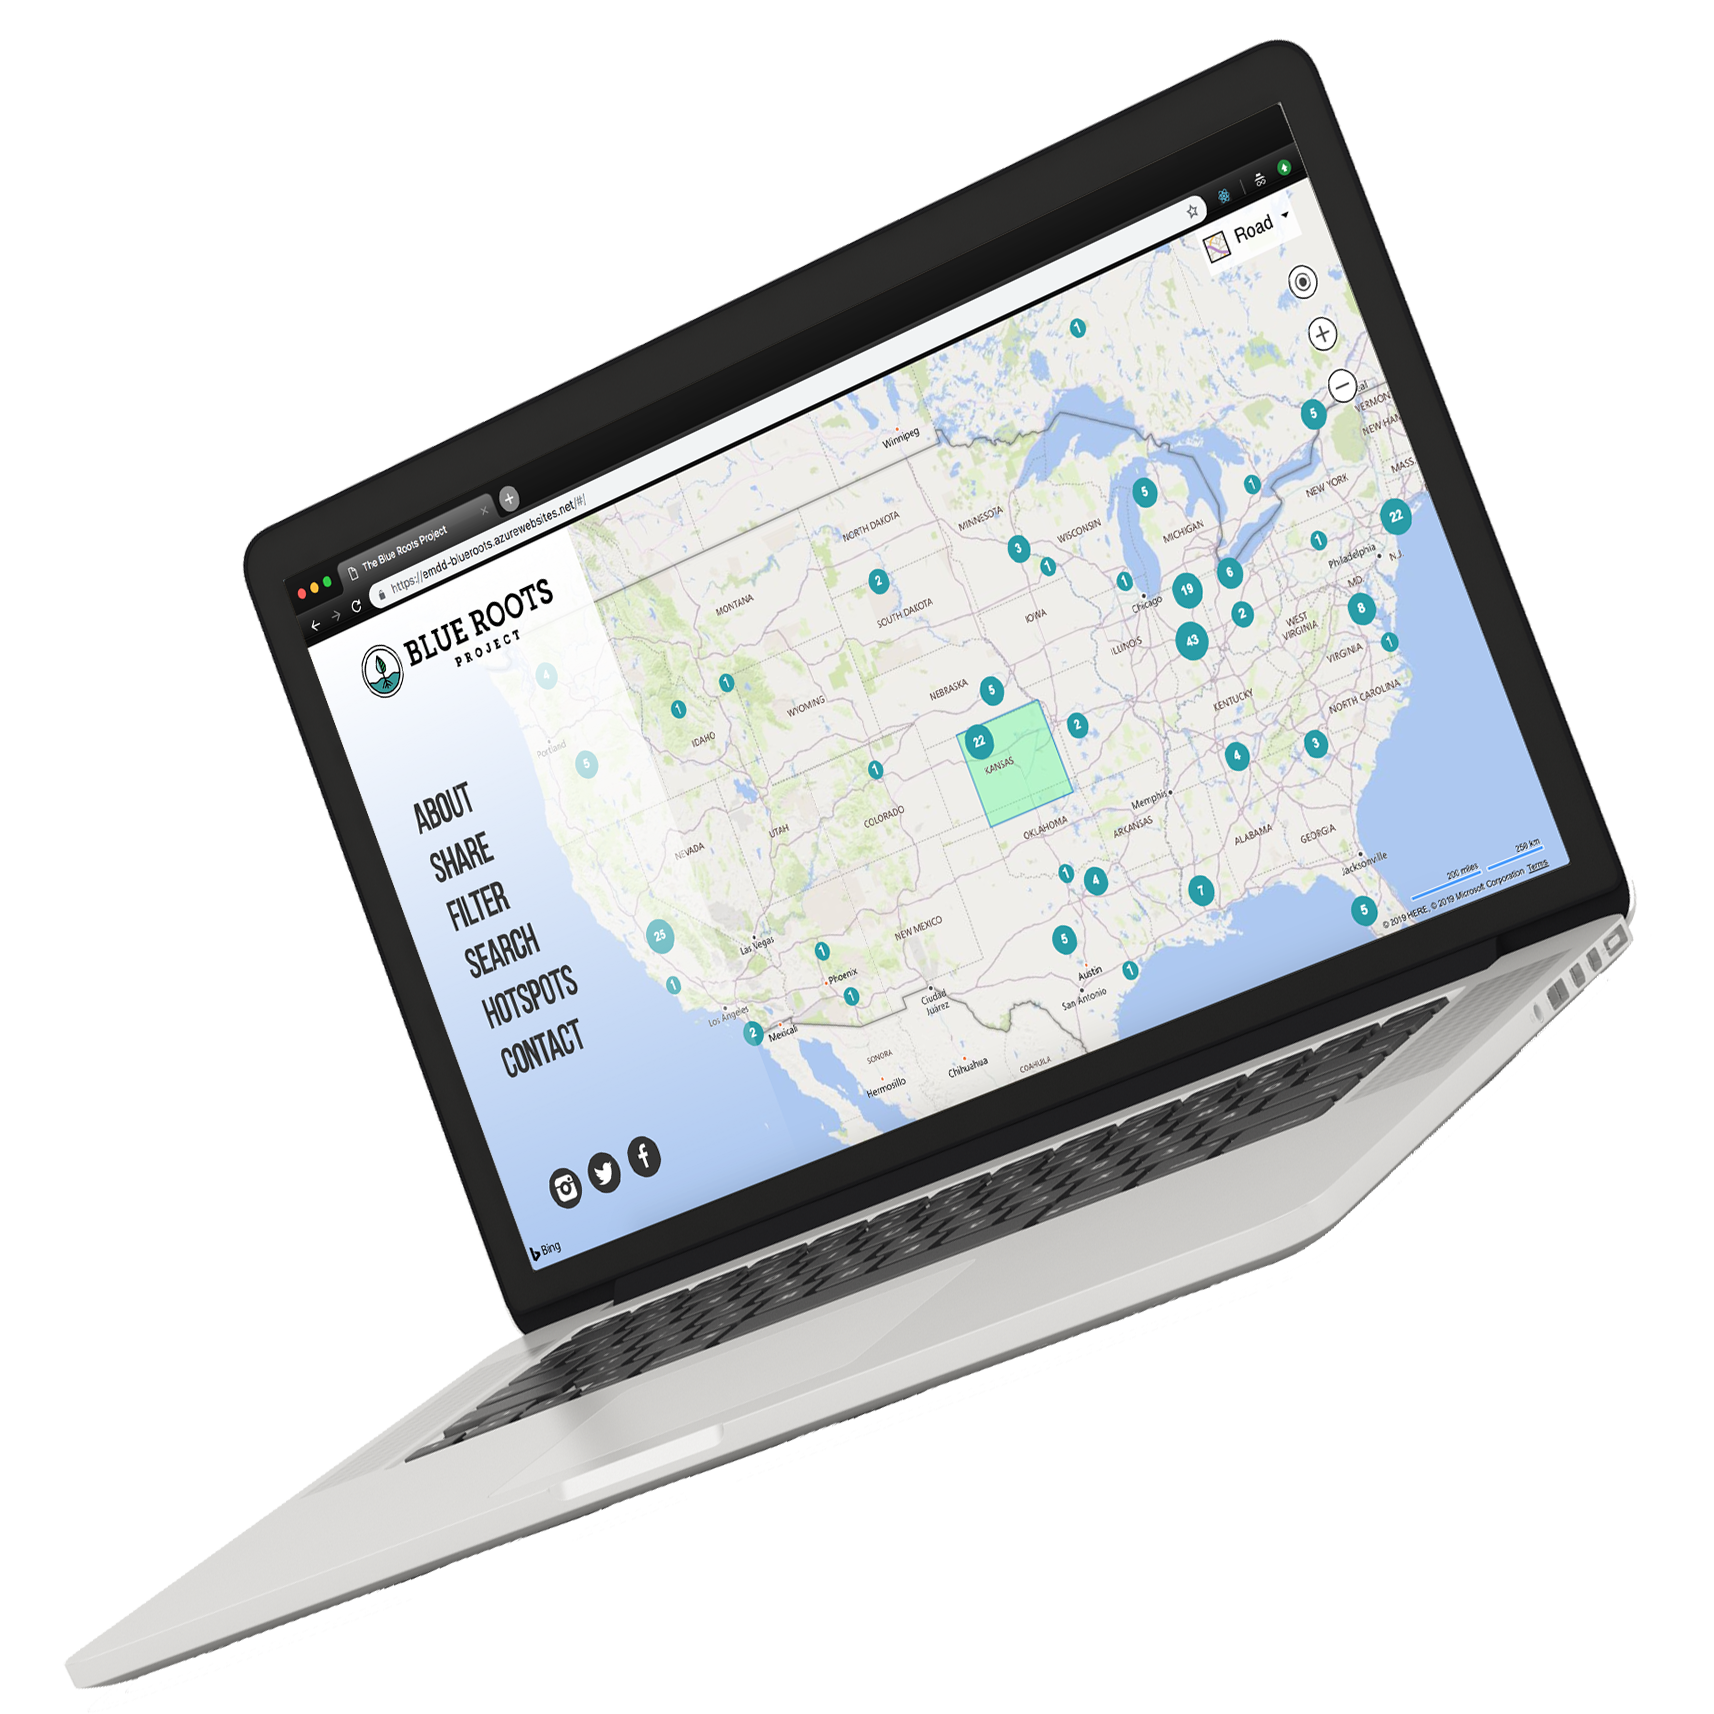 The Blue Roots Project
https://emdd-blueroots.azurewebsites.net/#/
BLUE ROOTS
PROJECT
ABOUT
SHARE
FILTER
SEARCH
HOTSPOTS
CONTACT
Bing
Road
1
Winnipeg
VERMON
NEW HAN
MASS.
5
NORTH DAKOTA
MINNESOTA
WISCONSIN
5
MICHIGAN
1
NEW YORK
22
MONTANA
2
SOUTH DAKOTA
3
1
IOWA
1
Chicago
19
6
1
Philadelphia
N.J.
MD.
4
1
1
IDAHO
WYOMING
NEBRASKA
5
ILLINOIS
43
2
WEST
VIRGINIA
8
1
VIRGINIA
Portland
5
22
KANSAS
2
KENTUCKY
NORTH CAROLINA
1
COLORADO
UTAH
NEVADA
OKLAHOMA
Memphis
ARKANSAS
4
3
ALABAMA
GEORGIA
Jacksonville
25
1
Las Vegas
Los Angeles
2
Mexicali
1
Phoenix
1
NEW MEXICO
Ciudad
Juárez
1
4
5
7
Austin
San Antonio
1
5
SONORA
Hermosillo
Chihuahua
COAHUILA
200 miles
250 km
© 2019 HERE, © 2019 Microsoft Corporation Terms